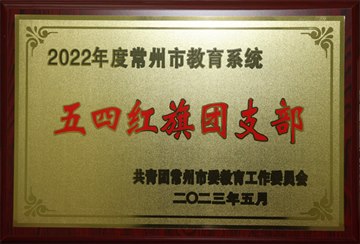 2022年度常州市教育系统
五四红旗团支部
共青团常州市委教育工作委员会
二〇二三年五月